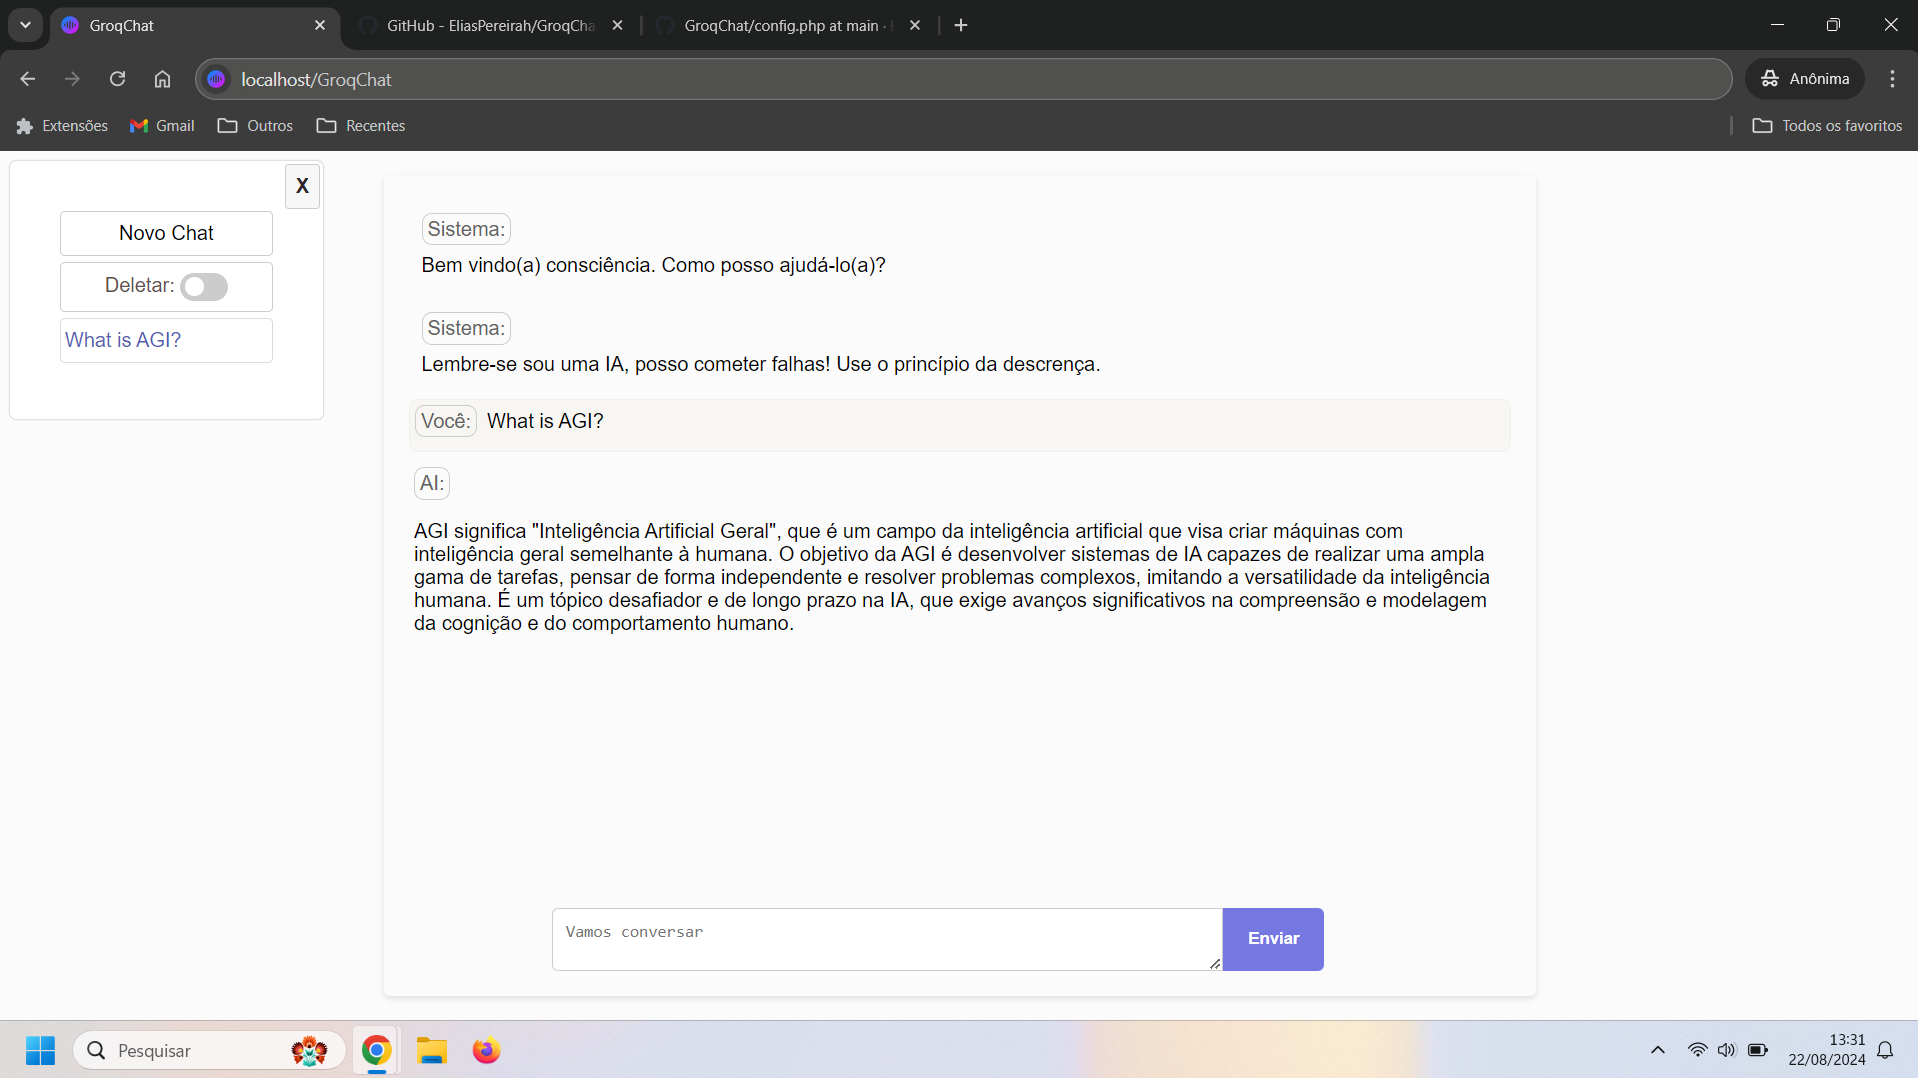 GroqChat
GitHub - EliasPereirah/GroqCha
GroqChat/config.php at main ·
localhost/GroqChat
Anônima
Extensões
Gmail
Outros
Recentes
Todos os favoritos
X
Novo Chat
Deletar:
What is AGI?
Sistema:
Bem vindo(a) consciência. Como posso ajudá-lo(a)?
Sistema:
Lembre-se sou uma IA, posso cometer falhas! Use o princípio da descrença.
Você: What is AGI?
AI:
AGI significa "Inteligência Artificial Geral", que é um campo da inteligência artificial que visa criar máquinas com
inteligência geral semelhante à humana. O objetivo da AGI é desenvolver sistemas de IA capazes de realizar uma ampla
gama de tarefas, pensar de forma independente e resolver problemas complexos, imitando a versatilidade da inteligência
humana. É um tópico desafiador e de longo prazo na IA, que exige avanços significativos na compreensão e modelagem
da cognição e do comportamento humano.
Vamos conversar
Enviar
Pesquisar
13:31
22/08/2024